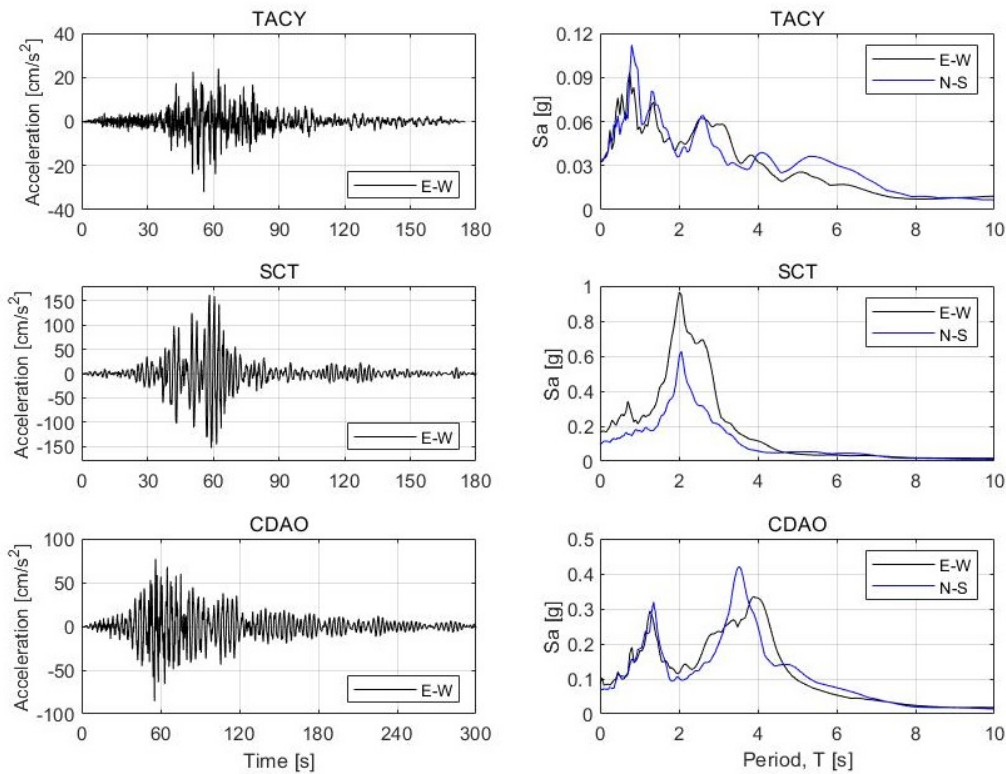 TACY
Acceleration [cm/s²]
40
20
0
-20
-40
0 30 60 90 120 150 180
E-W
TACY
Sa [g]
0.12
0.09
0.06
0.03
0
0 2 4 6 8 10
E-W
N-S
SCT
Acceleration [cm/s²]
150
100
50
0
-50
-100
-150
0 30 60 90 120 150 180
E-W
SCT
Sa [g]
1
0.8
0.6
0.4
0.2
0
0 2 4 6 8 10
E-W
N-S
CDAO
Acceleration [cm/s²]
100
50
0
-50
-100
0 60 120 180 240 300
E-W
Time [s]
CDAO
Sa [g]
0.5
0.4
0.3
0.2
0.1
0
0 2 4 6 8 10
E-W
N-S
Period, T [s]